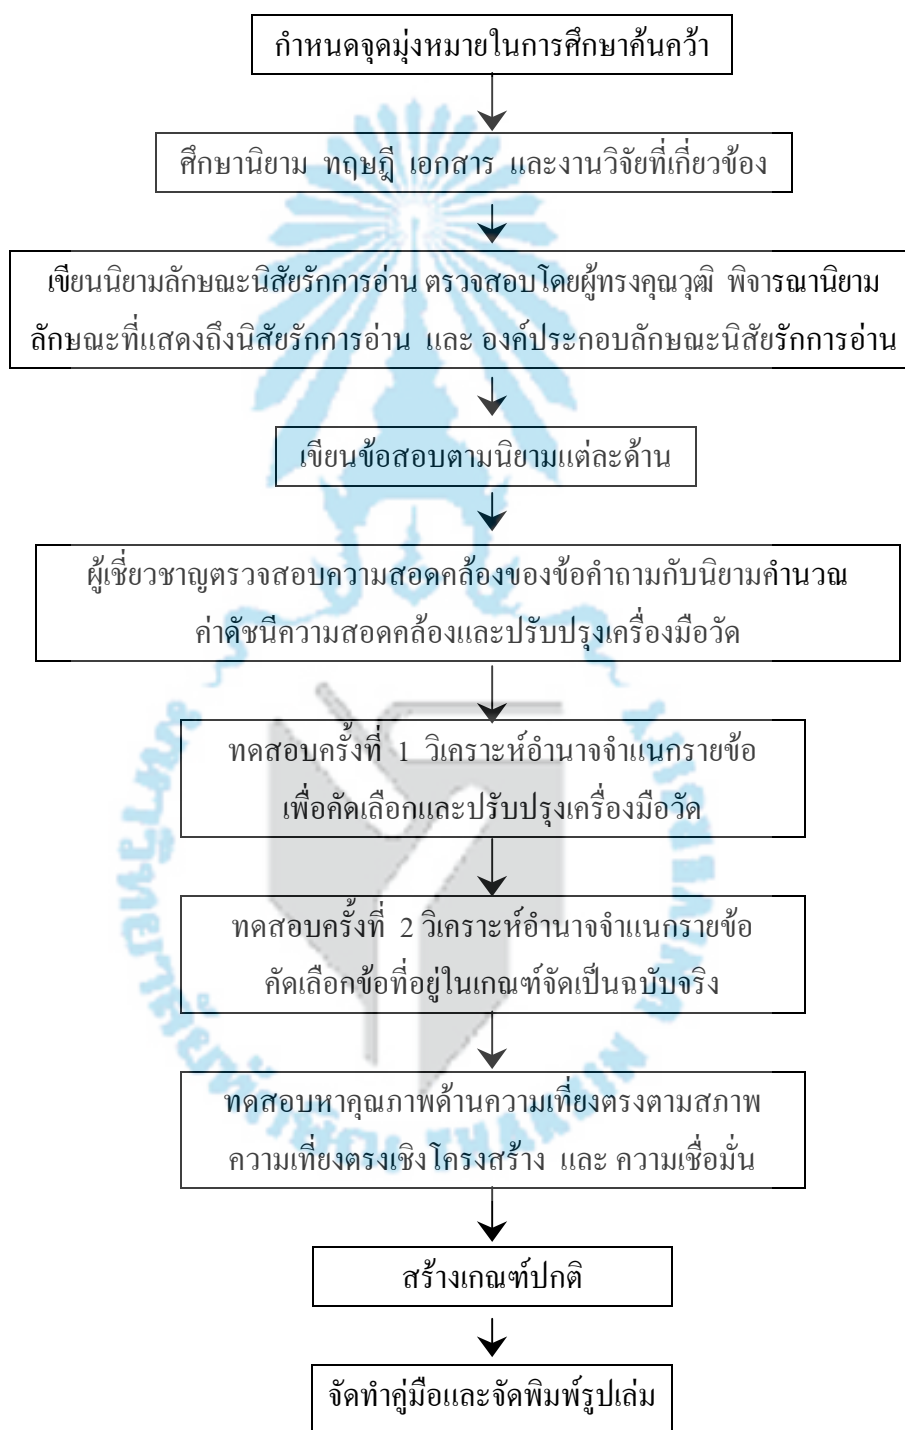 กำหนดจุดมุ่งหมายในการศึกษาค้นคว้า
ศึกษานิยาม ทฤษฎี เอกสาร และงานวิจัยที่เกี่ยวข้อง
เขียนนิยามลักษณะนิสัยรักการอ่าน ตรวจสอบโดยผู้ทรงคุณวุฒิ พิจารณานิยาม
ลักษณะที่แสดงถึงนิสัยรักการอ่าน และ องค์ประกอบลักษณะนิสัยรักการอ่าน
เขียนข้อสอบตามนิยามแต่ละด้าน
ผู้เชี่ยวชาญตรวจสอบความสอดคล้องของข้อคำถามกับนิยามคำนวณ
ค่าดัชนีความสอดคล้องและปรับปรุงเครื่องมือวัด
ทดสอบครั้งที่ 1 วิเคราะห์อำนาจจำแนกรายข้อ
เพื่อคัดเลือกและปรับปรุงเครื่องมือวัด
ทดสอบครั้งที่ 2 วิเคราะห์อำนาจจำแนกรายข้อ
คัดเลือกข้อที่อยู่ในเกณฑ์จัดเป็นฉบับจริง
ทดสอบหาคุณภาพด้านความเที่ยงตรงตามสภาพ
ความเที่ยงตรงเชิงโครงสร้าง และ ความเชื่อมั่น
สร้างเกณฑ์ปกติ
จัดทำคู่มือและจัดพิมพ์รูปเล่ม
มหาวิทยาลัยทักษิณ
THAKSIN UNIVERSITY